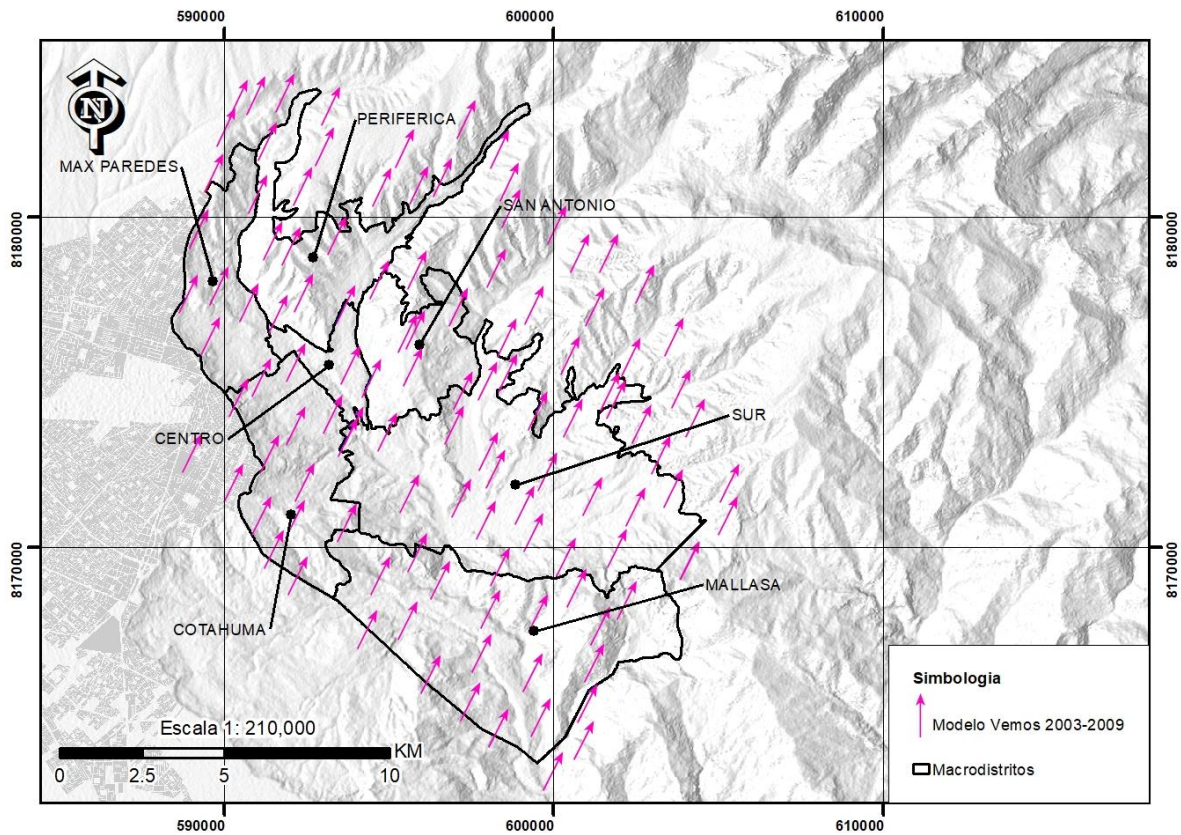 590000
600000
610000
N
PERIFERICA
MAX PAREDES
SAN ANTONIO
8180000
8180000
CENTRO
SUR
8170000
8170000
MALLASA
COTAHUMA
Escala 1: 210,000
KM
0 2.5 5 10
Simbologia
Modelo Vemos 2003-2009
Macrodistritos
590000
600000
610000